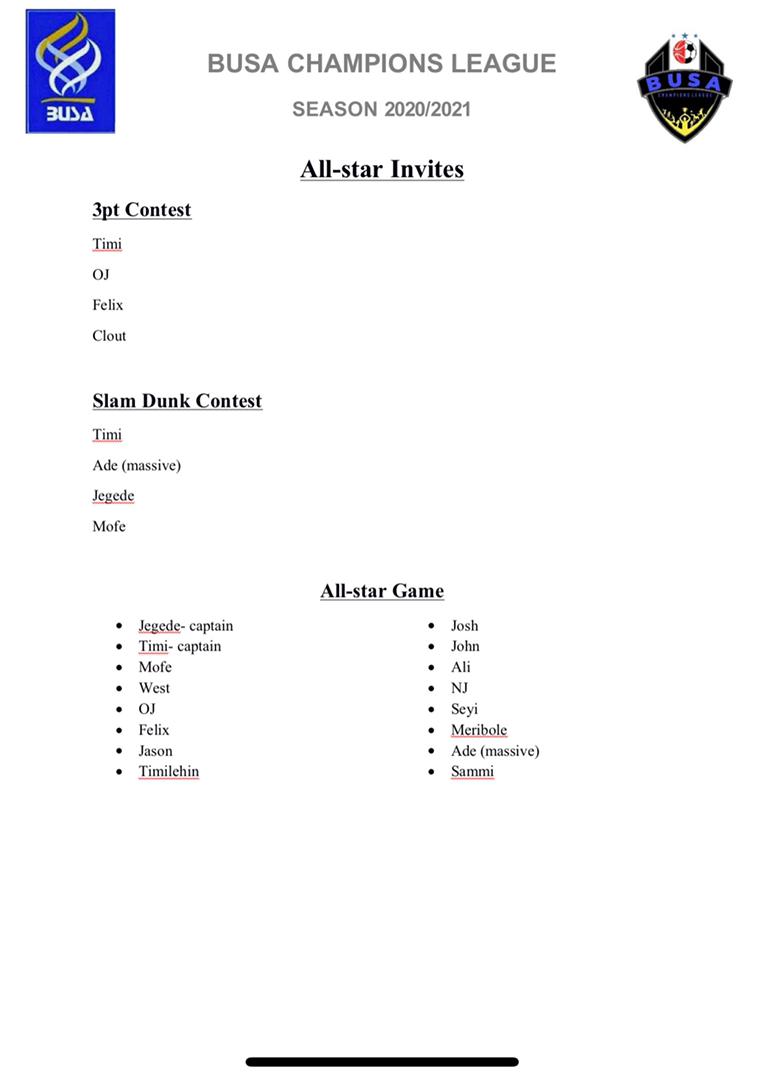 BUSA
BUSA CHAMPIONS LEAGUE
SEASON 2020/2021
BUSA
CHAMPIONS LEAGUE
All-star Invites
3pt Contest
Timi
OJ
Felix
Clout
Slam Dunk Contest
Timi
Ade (massive)
Jegede
Mofe
All-star Game
• Jegede- captain
• Timi- captain
• Mofe
• West
• OJ
• Felix
• Jason
• Timilehin
• Josh
• John
• Ali
• NJ
• Seyi
• Meribole
• Ade (massive)
• Sammi